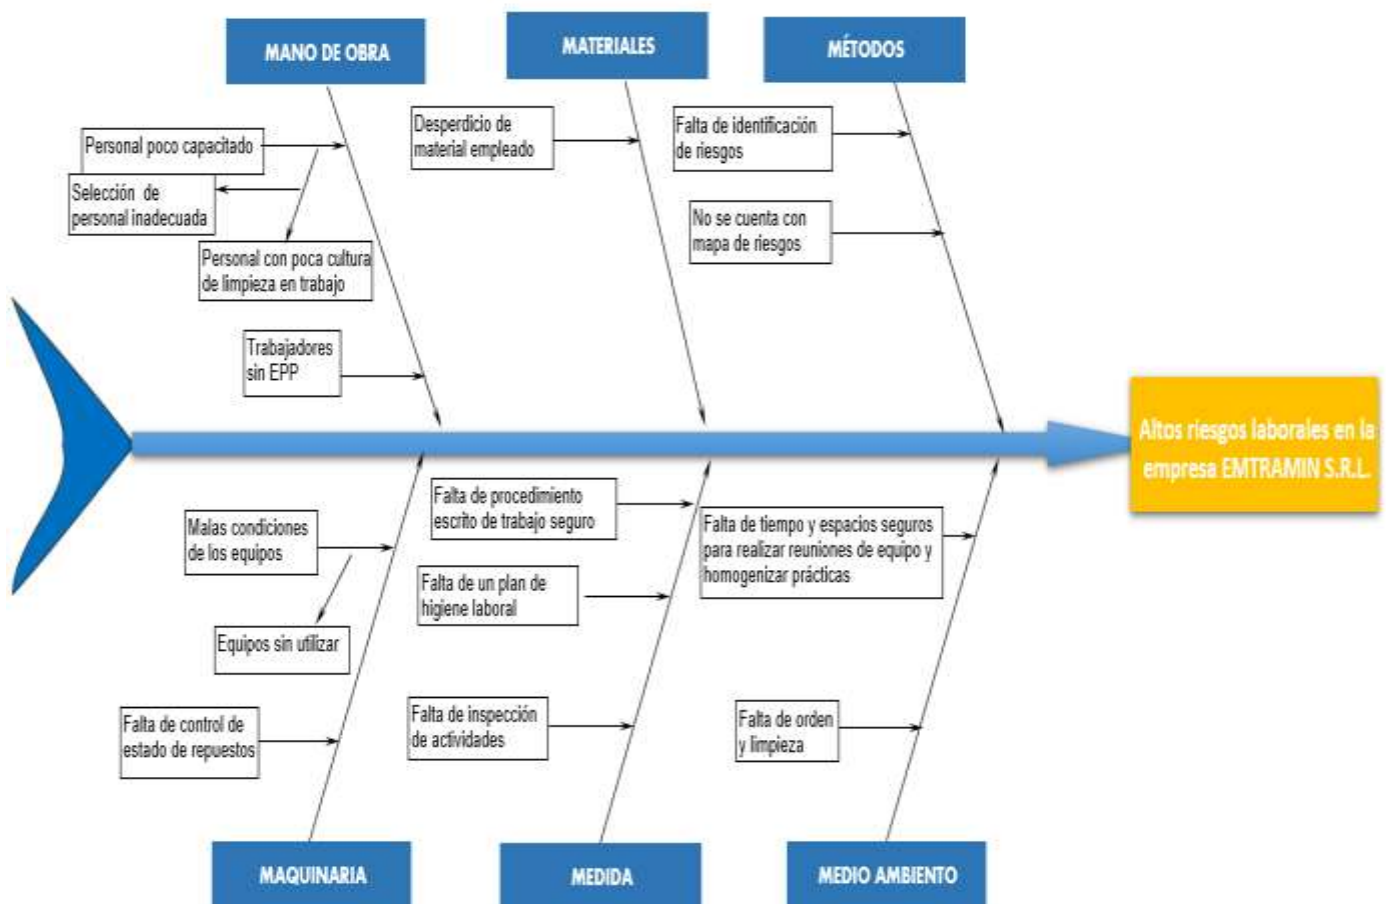 MANO DE OBRA
MATERIALES
MÉTODOS
Personal poco capacitado
Selección de
personal inadecuada
Personal con poca cultura
de limpieza en trabajo
Trabajadores
sin EPP
Desperdicio de
material empleado
Falta de identificación
de riesgos
No se cuenta con
mapa de riesgos
Altos riesgos laborales en la
empresa EMTRAMIN S.R.L.
Malas condiciones
de los equipos
Equipos sin utilizar
Falta de control de
estado de repuestos
Falta de procedimiento
escrito de trabajo seguro
Falta de un plan de
higiene laboral
Falta de inspección
de actividades
Falta de tiempo y espacios seguros
para realizar reuniones de equipo y
homogenizar prácticas
Falta de orden
y limpieza
MAQUINARIA
MEDIDA
MEDIO AMBIENTE